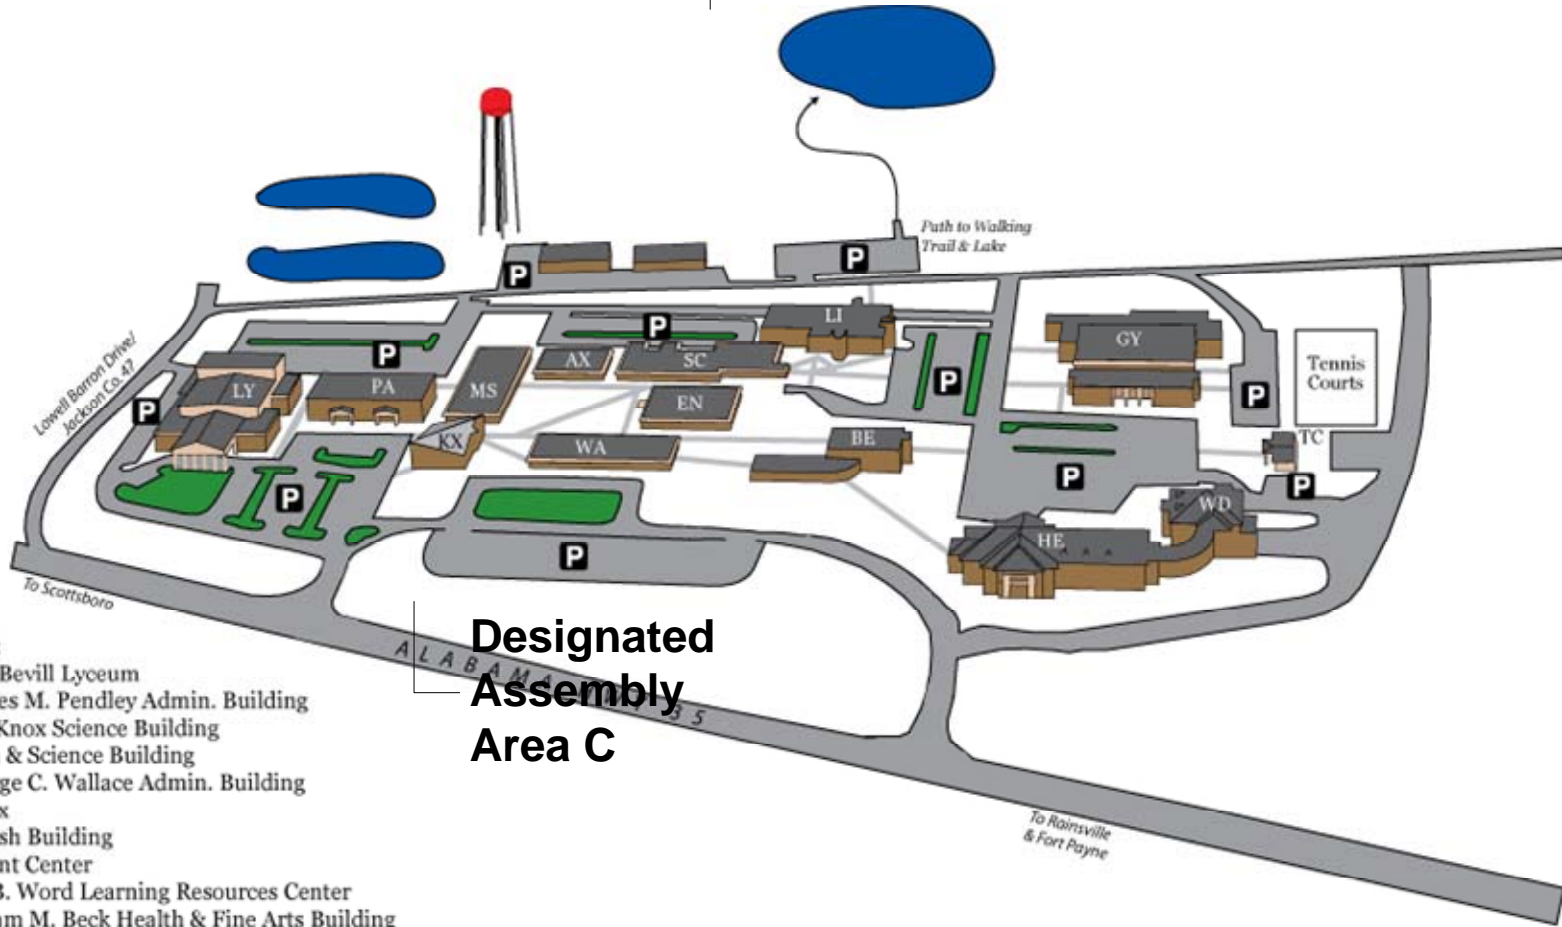 Path to Walking
Trail & Lake
P
P
P
P
P
P
P
P
P
P
P
LI
GY
Tennis
Courts
AX
SC
LY
PA
MS
EN
KX
WA
BE
TC
WD
HE
Lowell Barron Drive/
Jackson Co. 47
To Scottsboro
ALABAMA HWY 35
Designated
Assembly
Area C
To Rainsville
& Fort Payne
Bevill Lyceum
es M. Pendley Admin. Building
Knox Science Building
& Science Building
ge C. Wallace Admin. Building
x
sh Building
nt Center
B. Word Learning Resources Center
am M. Beck Health & Fine Arts Building